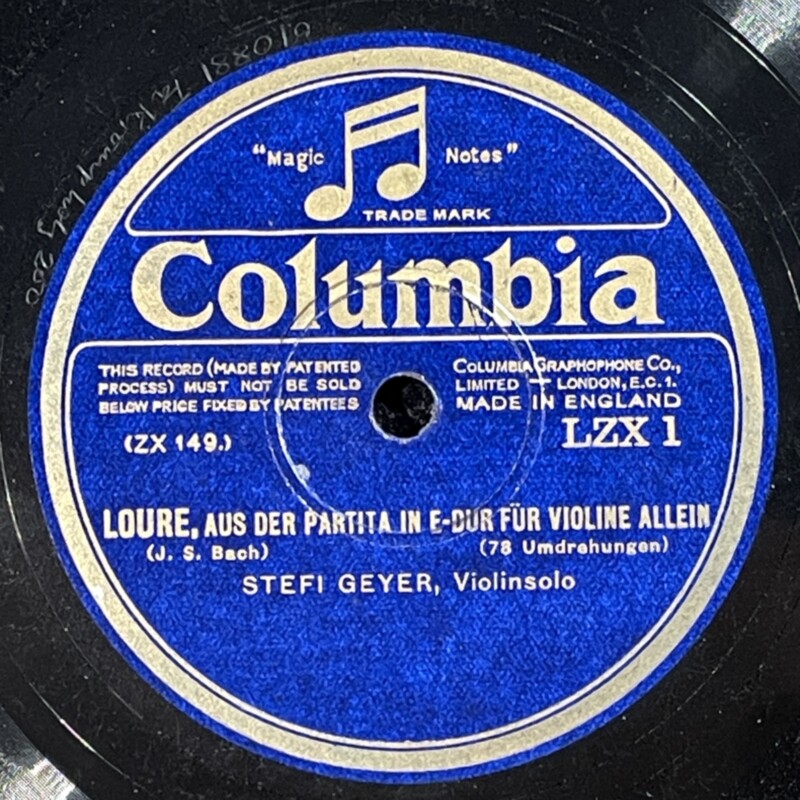 "Magic Notes"
TRADE MARK
Columbia
THIS RECORD (MADE BY PATENTED
PROCESS) MUST NOT BE SOLD
BELOW PRICE FIXED BY PATENTEES
COLUMBIA GRAPHOPHONE CO.,
LIMITED — LONDON, E.C.1.
MADE IN ENGLAND
(ZX 149.)
LZX 1
LOURE, AUS DER PARTITA IN E-DUR FÜR VIOLINE ALLEIN
(J. S. Bach)
(78 Umdrehungen)
STEFI GEYER, Violinsolo